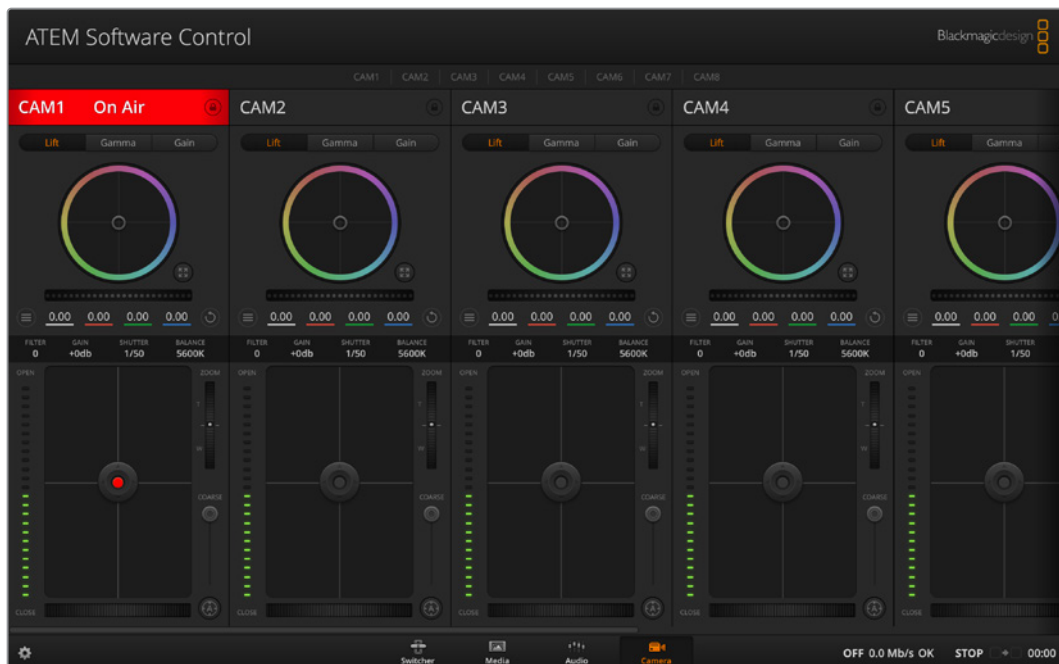 ATEM Software Control
Blackmagicdesign
CAM1 CAM2 CAM3 CAM4 CAM5 CAM6 CAM7 CAM8
CAM1 On Air CAM2 CAM3 CAM4 CAM5
Lift Gamma Gain Lift Gamma Gain Lift Gamma Gain Lift Gamma Gain Lift Gamma
0.00 0.00 0.00 0.00 0.00 0.00 0.00 0.00 0.00 0.00 0.00 0.00 0.00 0.00 0.00 0.00 0.00 0.00 0.00
FILTER GAIN SHUTTER BALANCE FILTER GAIN SHUTTER BALANCE FILTER GAIN SHUTTER BALANCE FILTER GAIN SHUTTER BALANCE FILTER GAIN SHUTTER
0 +0db 1/50 5600K 0 +0db 1/50 5600K 0 +0db 1/50 5600K 0 +0db 1/50 5600K 0 +0db 1/50
OPEN ZOOM OPEN ZOOM OPEN ZOOM OPEN ZOOM OPEN
T T T T
W W W W
COARSE COARSE COARSE COARSE
CLOSE CLOSE CLOSE CLOSE CLOSE
Switcher Media Audio Camera
OFF 0.0 Mb/s OK STOP 00:00